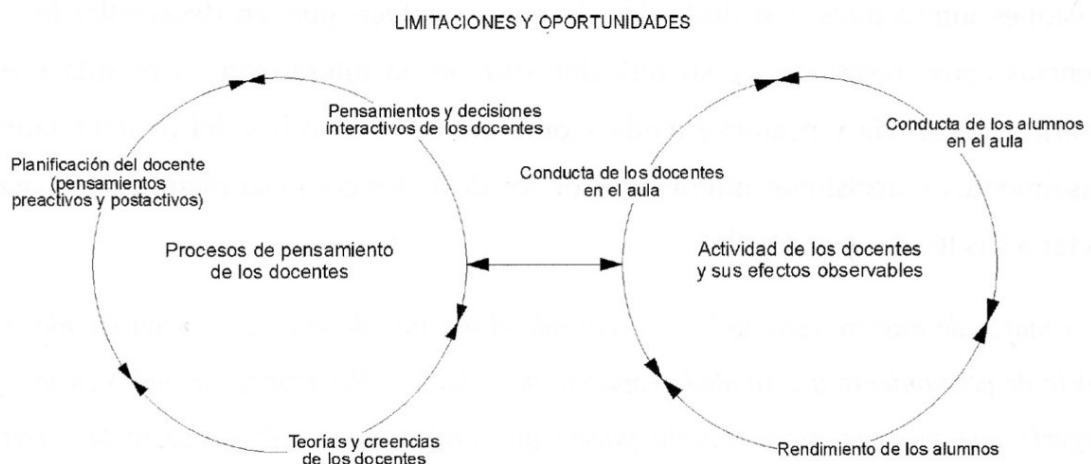 LIMITACIONES Y OPORTUNIDADES
Pensamientos y decisiones
interactivos de los docentes
Planificación del docente
(pensamientos
preactivos y postactivos)
Procesos de pensamiento
de los docentes
Teorías y creencias
de los docentes
Conducta de los alumnos
en el aula
Conducta de los docentes
en el aula
Actividad de los docentes
y sus efectos observables
Rendimiento de los alumnos